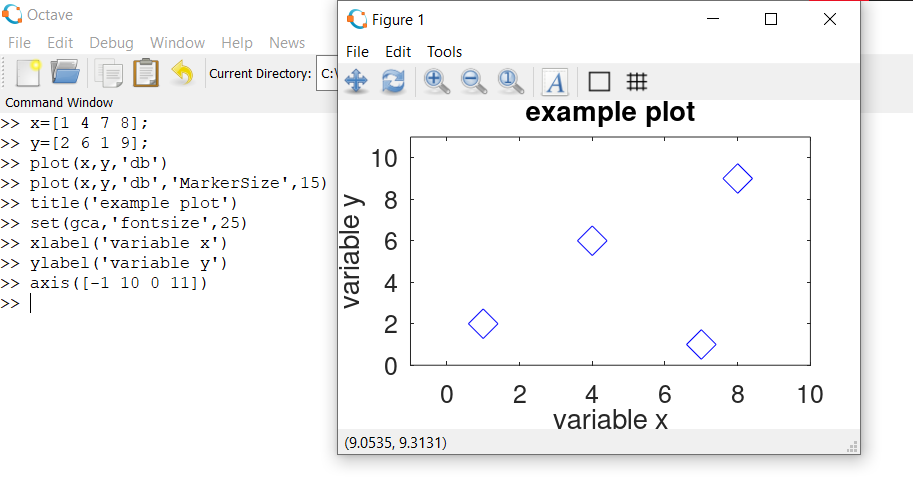 Octave
File Edit Debug Window Help News
Current Directory: C:\
Command Window
>> x=[1 4 7 8];
>> y=[2 6 1 9];
>> plot(x,y,'db')
>> plot(x,y,'db','MarkerSize',15)
>> title('example plot')
>> set(gca,'fontsize',25)
>> xlabel('variable x')
>> ylabel('variable y')
>> axis([-1 10 0 11])
>>
Figure 1
File Edit Tools
1
A
example plot
variable y
10
8
6
4
2
0
0 2 4 6 8 10
variable x
(9.0535, 9.3131)